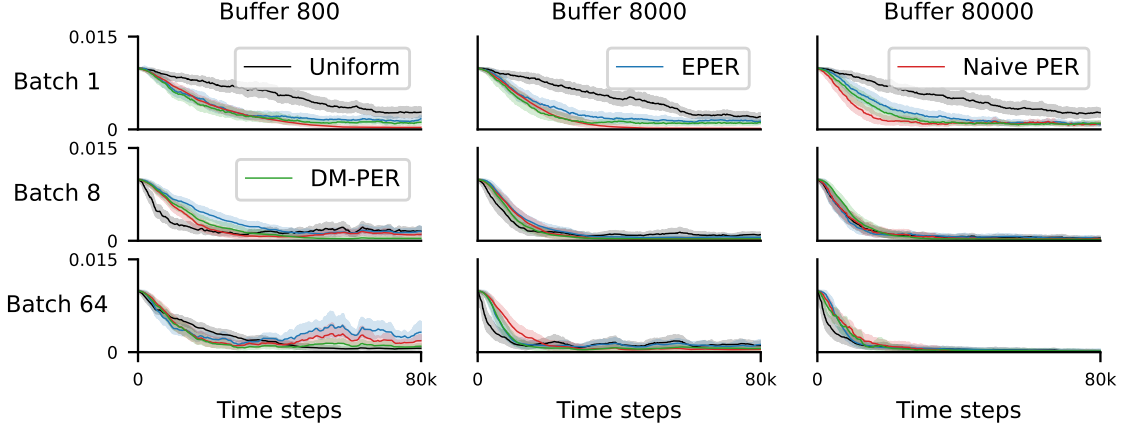 Buffer 800
Buffer 8000
Buffer 80000
0.015
Batch 1
Uniform
EPER
Naive PER
0
0.015
Batch 8
DM-PER
0
0.015
Batch 64
0
0
80k
0
80k
0
80k
Time steps
Time steps
Time steps